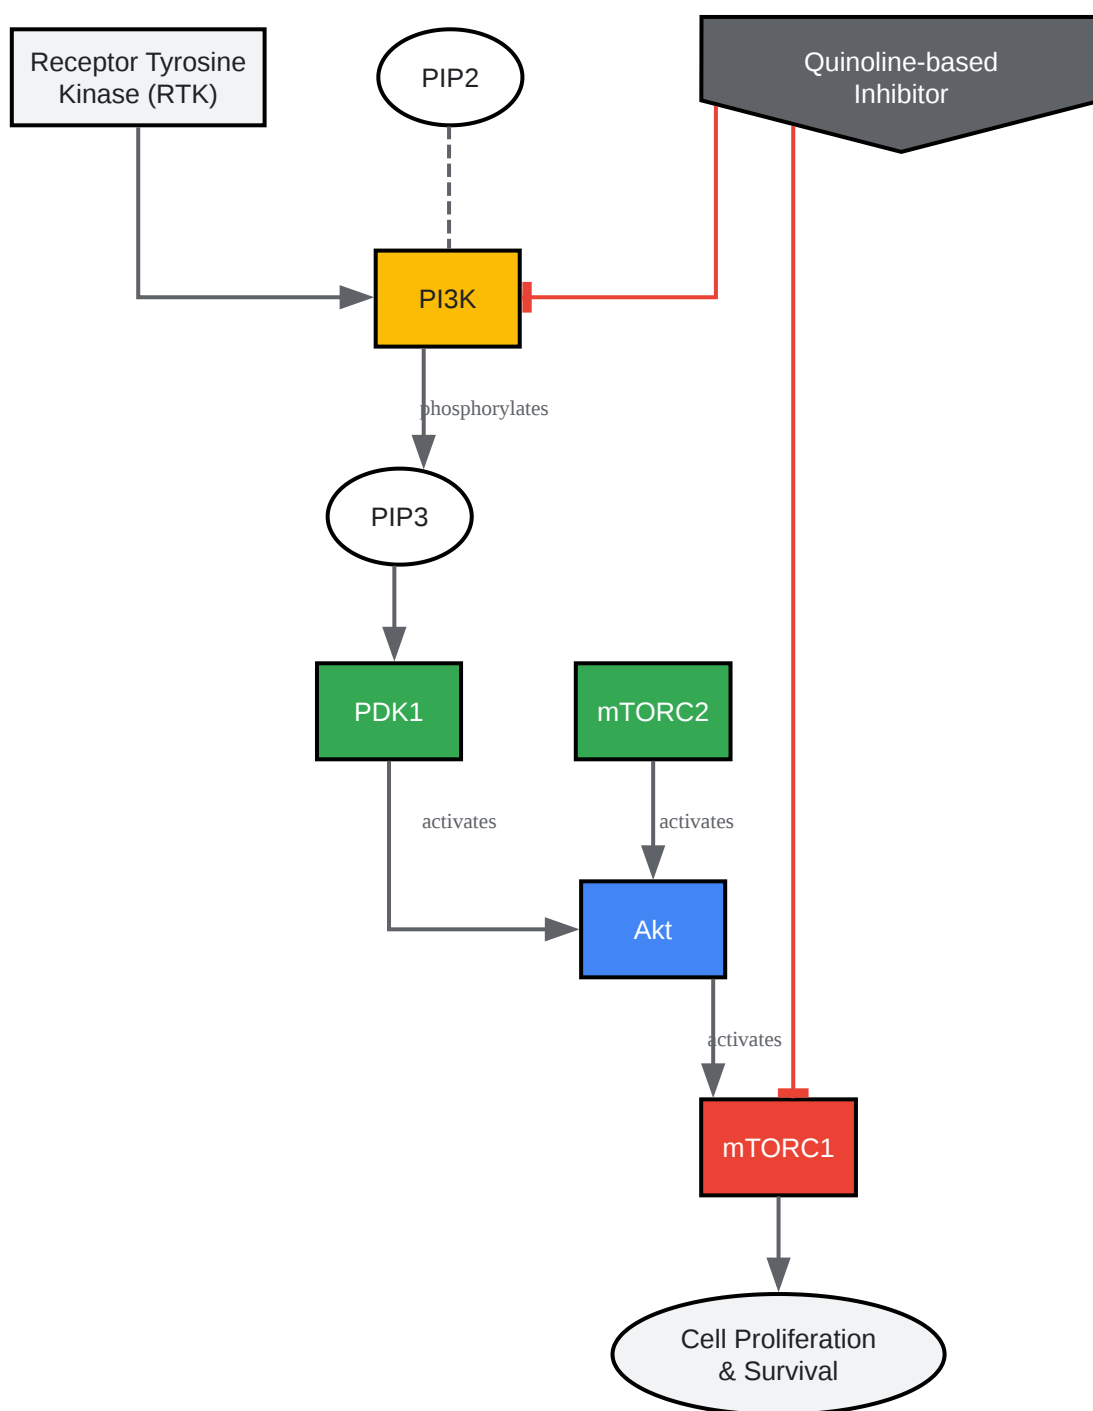 Receptor Tyrosine
Kinase (RTK)
PIP2
Quinoline-based
Inhibitor
PI3K
phosphorylates
PIP3
PDK1
mTORC2
activates
activates
Akt
activates
mTORC1
Cell Proliferation
& Survival